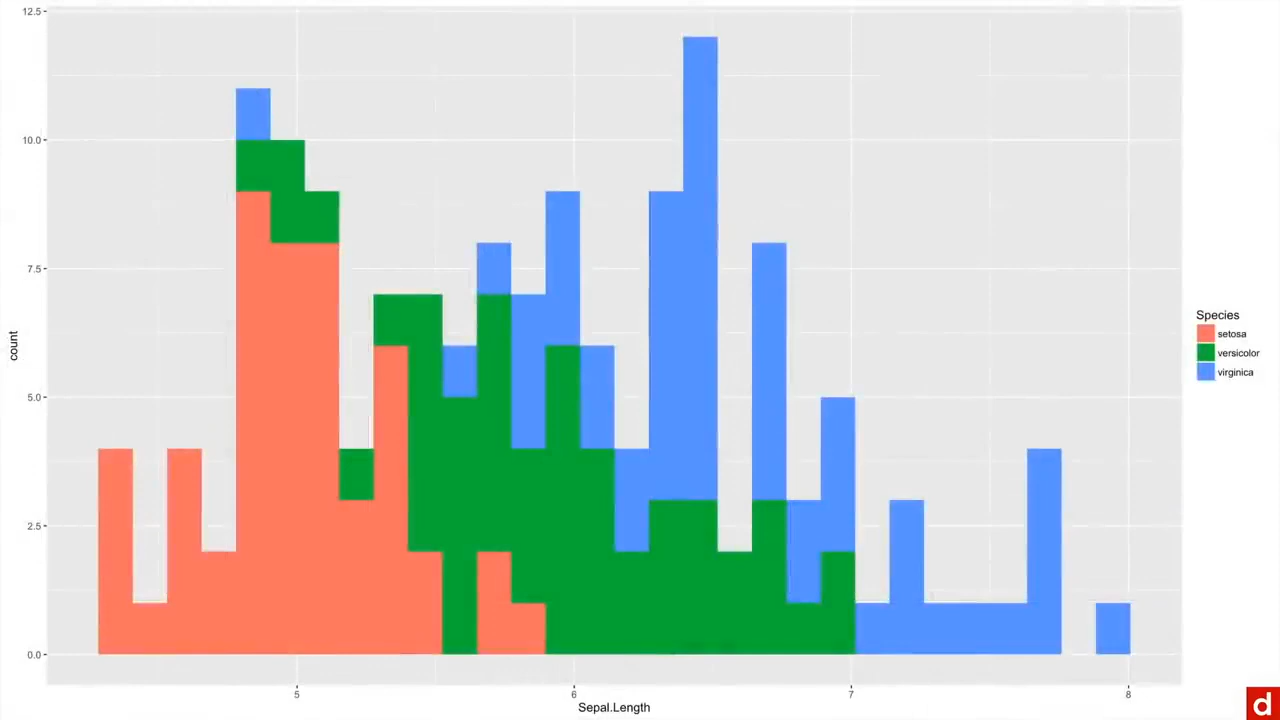 12.5
10.0
7.5
5.0
2.5
0.0
count
5
6
7
8
Sepal.Length
Species
setosa
versicolor
virginica
d